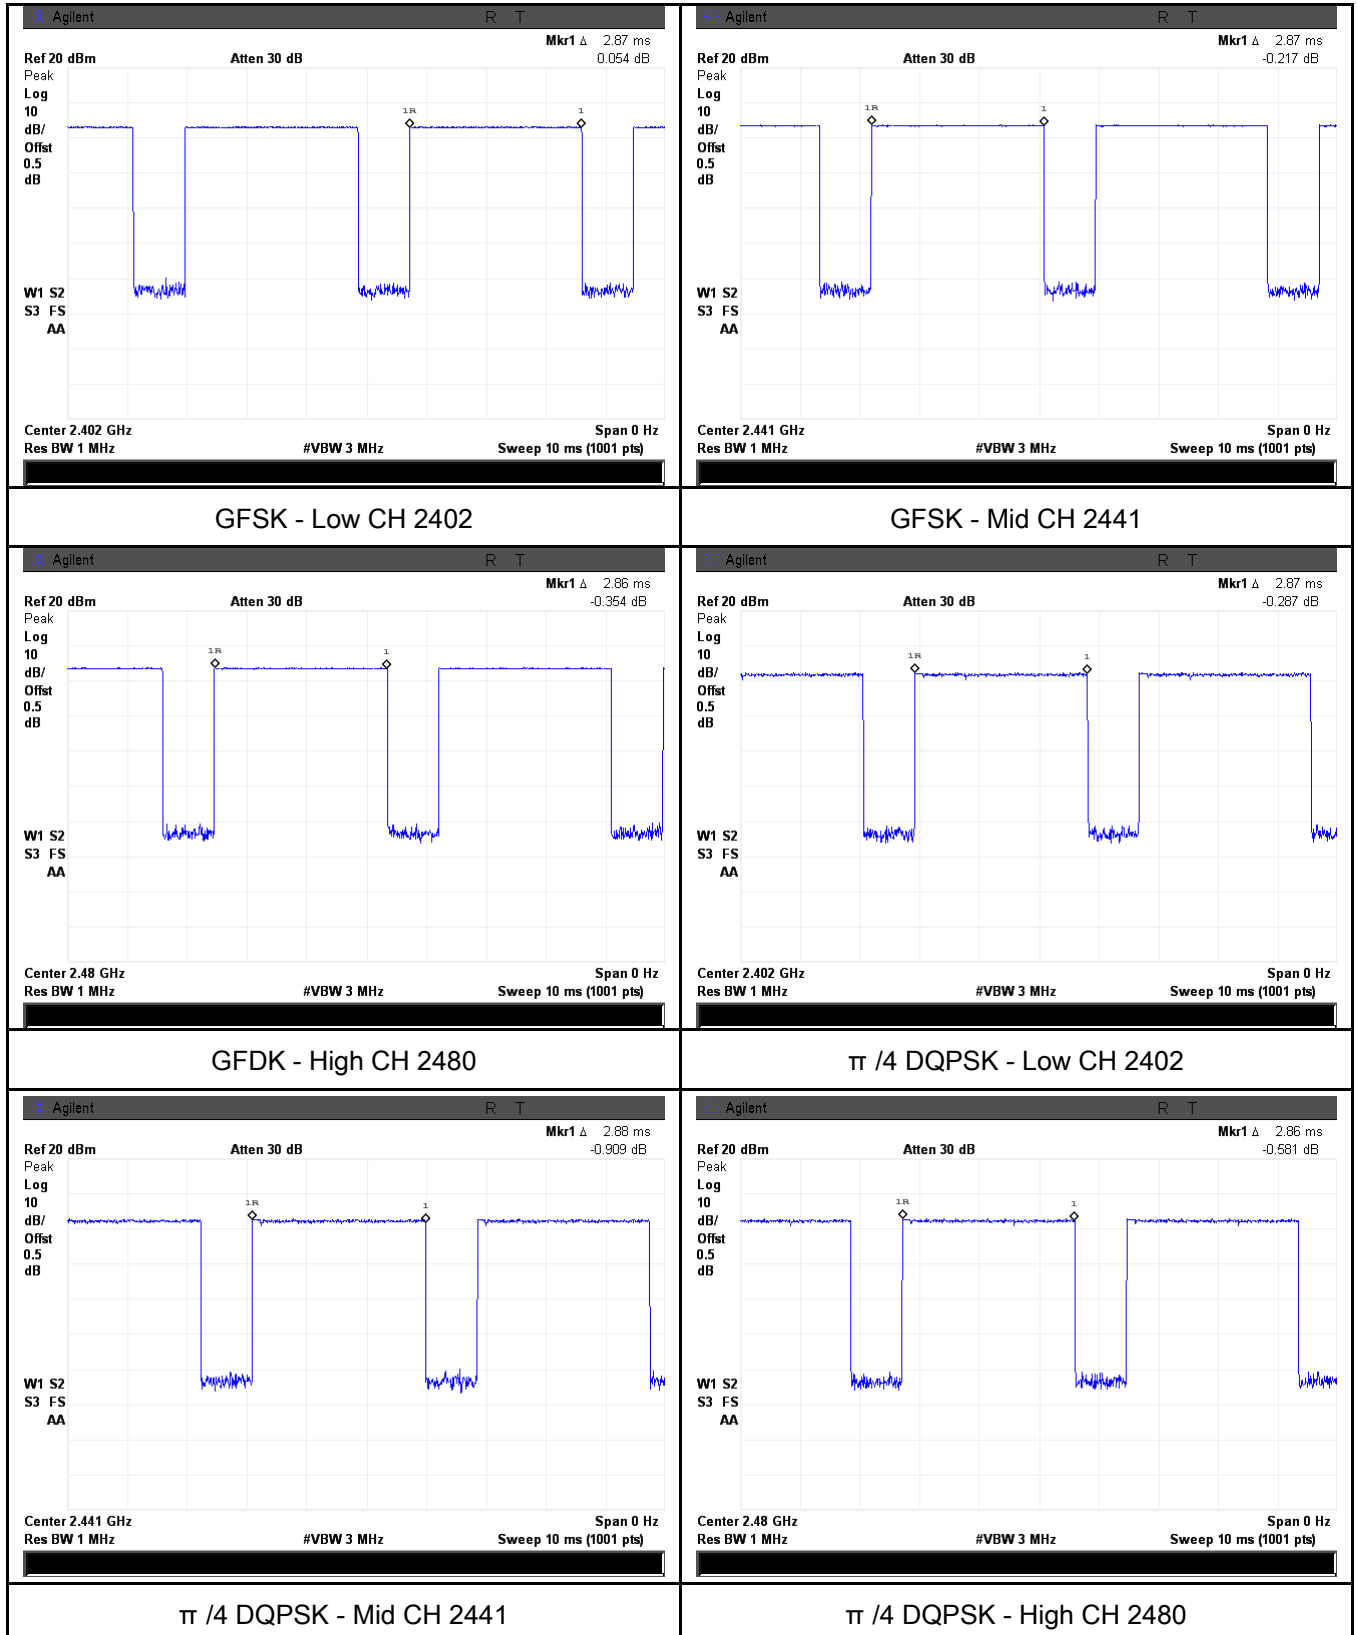 Agilent R T
Mkr1 Δ 2.87 ms
Ref 20 dBm Atten 30 dB 0.054 dB
Peak
Log
10
dB/
Offst
0.5
dB
1R 1
W1 S2
S3 FS
AA
Center 2.402 GHz Span 0 Hz
Res BW 1 MHz #VBW 3 MHz Sweep 10 ms (1001 pts)
GFSK - Low CH 2402
Agilent R T
Mkr1 Δ 2.87 ms
Ref 20 dBm Atten 30 dB -0.217 dB
Peak
Log
10
dB/
Offst
0.5
dB
1R 1
W1 S2
S3 FS
AA
Center 2.441 GHz Span 0 Hz
Res BW 1 MHz #VBW 3 MHz Sweep 10 ms (1001 pts)
GFSK - Mid CH 2441
Agilent R T
Mkr1 Δ 2.86 ms
Ref 20 dBm Atten 30 dB -0.354 dB
Peak
Log
10
dB/
Offst
0.5
dB
1R 1
W1 S2
S3 FS
AA
Center 2.48 GHz Span 0 Hz
Res BW 1 MHz #VBW 3 MHz Sweep 10 ms (1001 pts)
GFDK - High CH 2480
Agilent R T
Mkr1 Δ 2.87 ms
Ref 20 dBm Atten 30 dB -0.287 dB
Peak
Log
10
dB/
Offst
0.5
dB
1R 1
W1 S2
S3 FS
AA
Center 2.402 GHz Span 0 Hz
Res BW 1 MHz #VBW 3 MHz Sweep 10 ms (1001 pts)
π /4 DQPSK - Low CH 2402
Agilent R T
Mkr1 Δ 2.88 ms
Ref 20 dBm Atten 30 dB -0.909 dB
Peak
Log
10
dB/
Offst
0.5
dB
1R 1
W1 S2
S3 FS
AA
Center 2.441 GHz Span 0 Hz
Res BW 1 MHz #VBW 3 MHz Sweep 10 ms (1001 pts)
π /4 DQPSK - Mid CH 2441
Agilent R T
Mkr1 Δ 2.86 ms
Ref 20 dBm Atten 30 dB -0.581 dB
Peak
Log
10
dB/
Offst
0.5
dB
1R 1
W1 S2
S3 FS
AA
Center 2.48 GHz Span 0 Hz
Res BW 1 MHz #VBW 3 MHz Sweep 10 ms (1001 pts)
π /4 DQPSK - High CH 2480